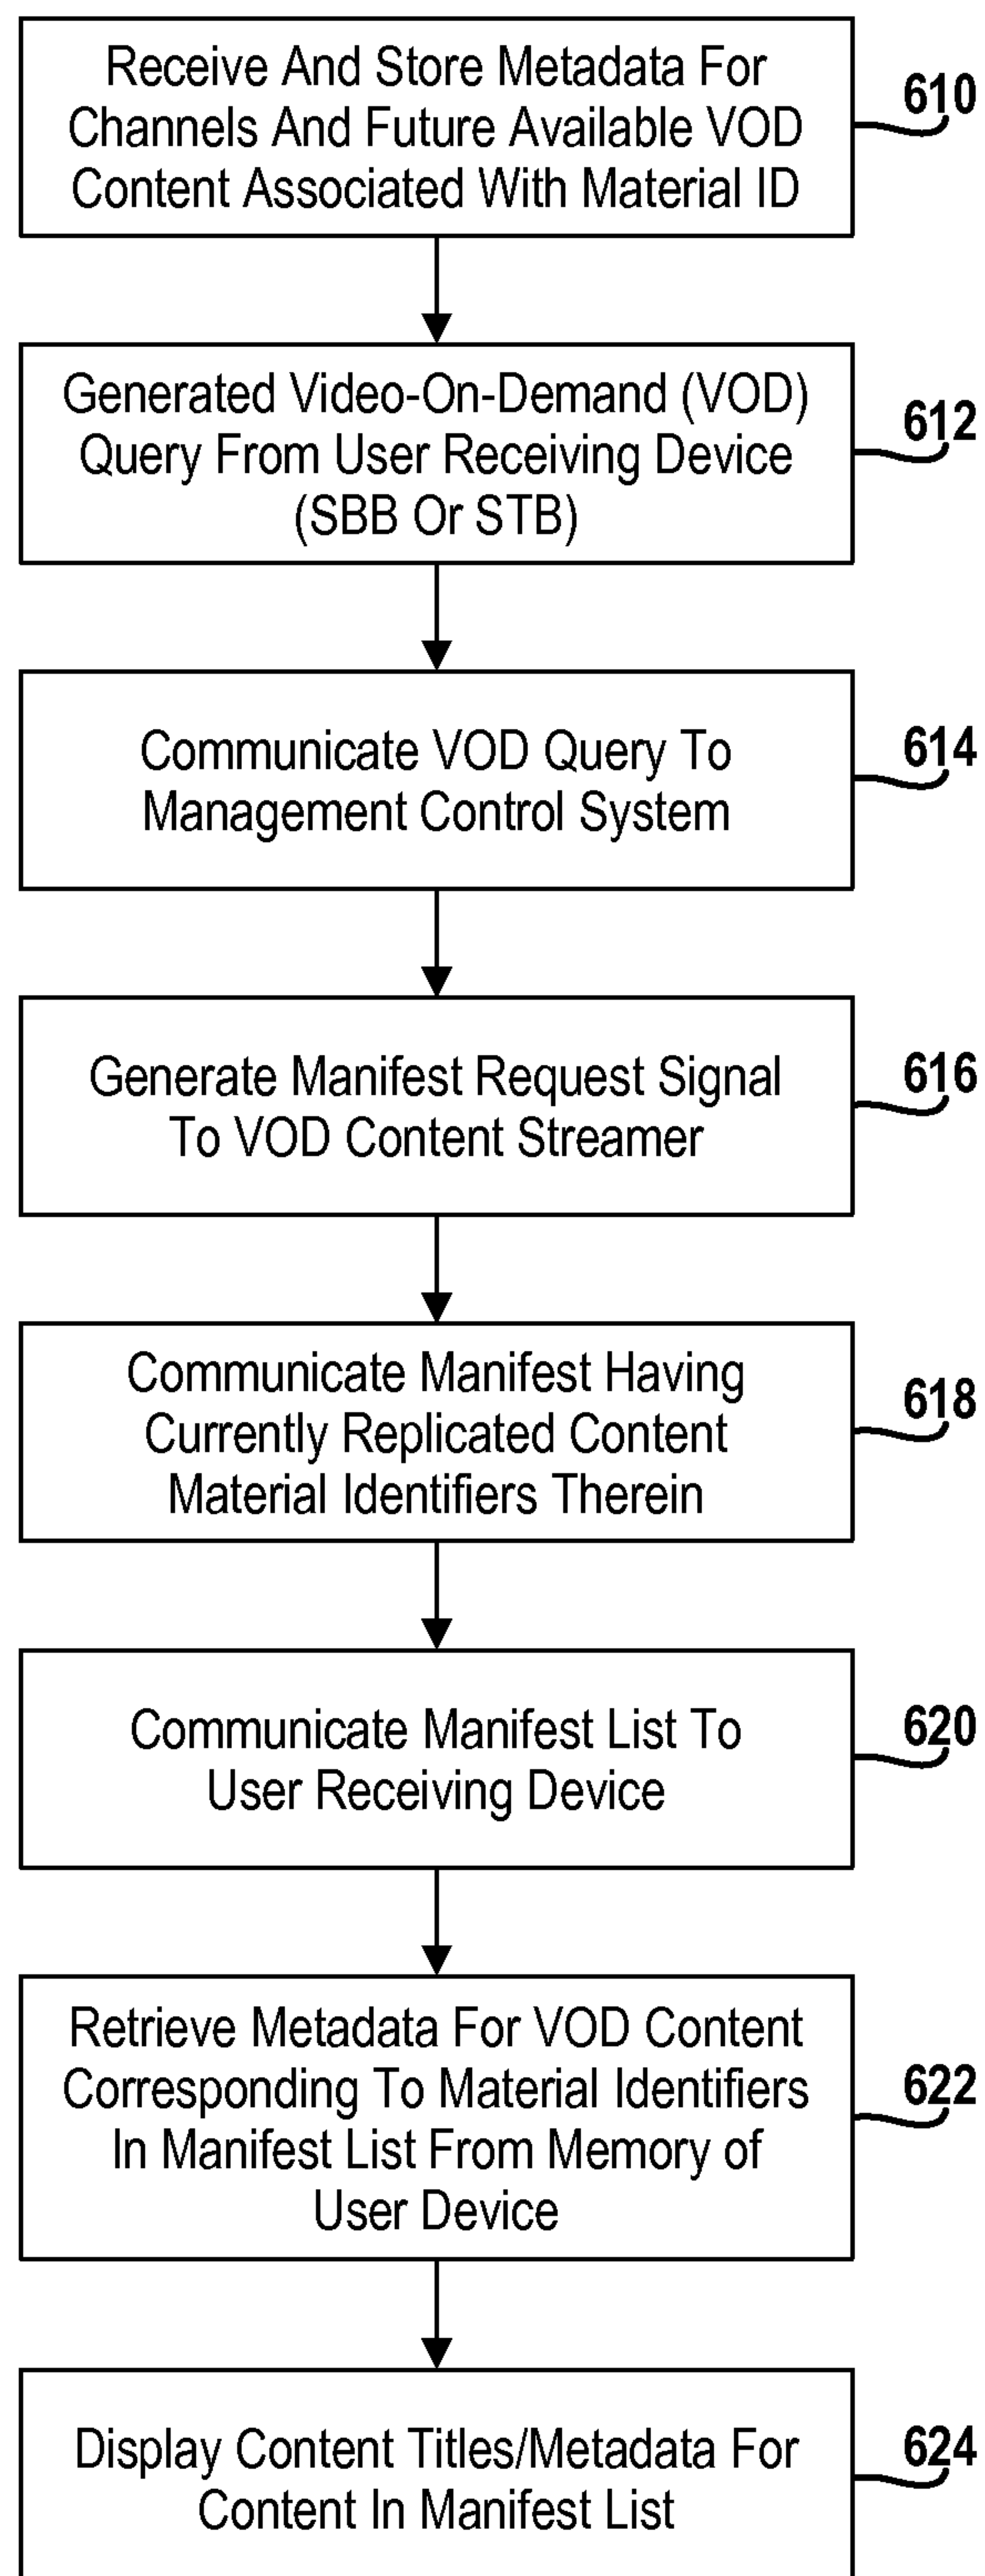 Receive And Store Metadata For
Channels And Future Available VOD
Content Associated With Material ID
610
Generated Video-On-Demand (VOD)
Query From User Receiving Device
(SBB Or STB)
612
Communicate VOD Query To
Management Control System
614
Generate Manifest Request Signal
To VOD Content Streamer
616
Communicate Manifest Having
Currently Replicated Content
Material Identifiers Therein
618
Communicate Manifest List To
User Receiving Device
620
Retrieve Metadata For VOD Content
Corresponding To Material Identifiers
In Manifest List From Memory of
User Device
622
Display Content Titles/Metadata For
Content In Manifest List
624